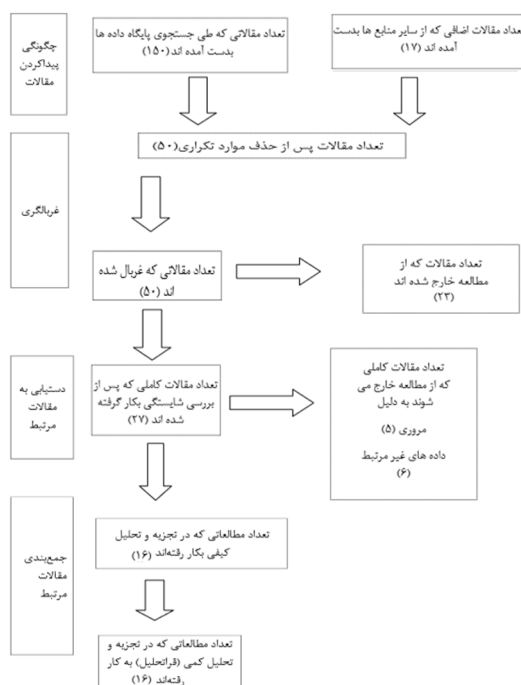 چگونگی
پیداکردن
مقالات
تعداد مقالاتی که طی جستجوی پایگاه داده ها
بدست آمده اند (۱۵۰)
تعداد مقالات اضافی که از سایر منابع ها بدست
آمده اند (۱۷)
تعداد مقالات پس از حذف موارد تکراری(۵۰)
غربالگری
تعداد مقالاتی که غربال شده
اند (۵۰)
تعداد مقالات که از
مطالعه خارج شده اند
(۲۳)
دستیابی به
مقالات
مرتبط
تعداد مقالات کاملی که پس از
بررسی شایستگی بکار گرفته
شده اند (۲۷)
تعداد مقالات کاملی
که از مطالعه خارج می
شوند به دلیل
مروری (۵)
داده های غیر مرتبط
(۶)
جمع‌بندی
مقالات
مرتبط
تعداد مطالعاتی که در تجزیه و تحلیل
کیفی بکار رفته‌اند (۱۶)
تعداد مطالعاتی که در تجزیه و
تحلیل کمی (فراتحلیل) به کار
رفته‌اند (۱۶)